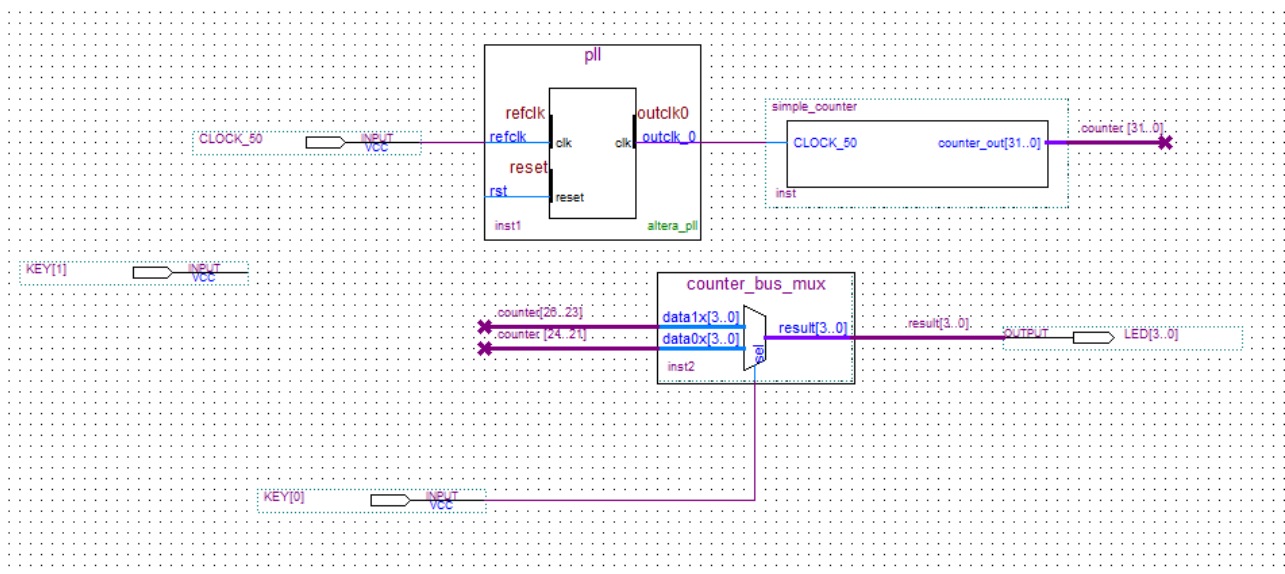 pll
refclk outclk0
CLOCK_50 INPUT VCC
refclk clk clk outclk_0
reset
rst reset
inst1 altera_pll
simple_counter
CLOCK_50 counter_out[31..0] .counter. [31..0].
inst
KEY[1] INPUT VCC
counter_bus_mux
.counter.[26..23] data1x[3..0]
.counter. [24..21] data0x[3..0]
sel
result[3..0] .result[3..0]. OUTPUT LED[3..0]
inst2
KEY[0] INPUT VCC